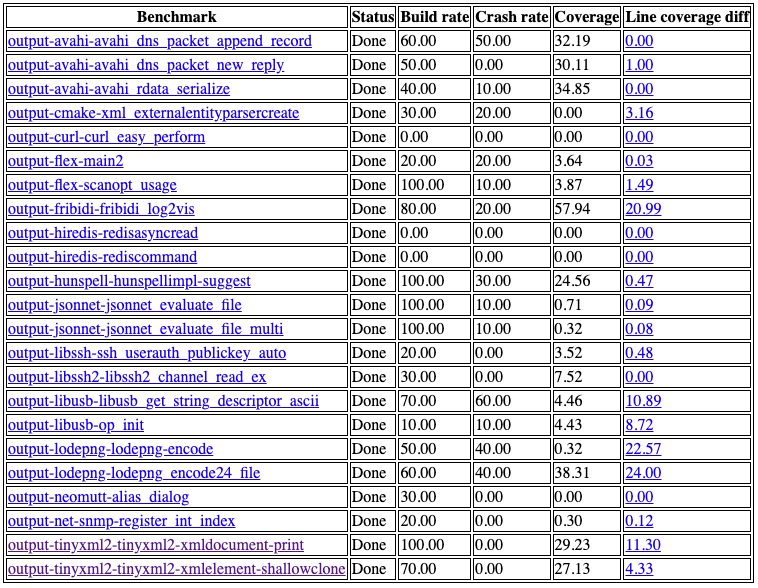 Benchmark Status Build rate Crash rate Coverage Line coverage diff
output-avahi-avahi_dns_packet_append_record Done 60.00 50.00 32.19 0.00
output-avahi-avahi_dns_packet_new_reply Done 50.00 0.00 30.11 1.00
output-avahi-avahi_rdata_serialize Done 40.00 10.00 34.85 0.00
output-cmake-xml_externalentityparsercreate Done 30.00 20.00 0.00 3.16
output-curl-curl_easy_perform Done 0.00 0.00 0.00 0.00
output-flex-main2 Done 20.00 20.00 3.64 0.03
output-flex-scanopt_usage Done 100.00 10.00 3.87 1.49
output-fribidi-fribidi_log2vis Done 80.00 20.00 57.94 20.99
output-hiredis-redisasyncread Done 0.00 0.00 0.00 0.00
output-hiredis-rediscommand Done 0.00 0.00 0.00 0.00
output-hunspell-hunspellimpl-suggest Done 100.00 30.00 24.56 0.47
output-jsonnet-jsonnet_evaluate_file Done 100.00 10.00 0.71 0.09
output-jsonnet-jsonnet_evaluate_file_multi Done 100.00 10.00 0.32 0.08
output-libssh-ssh_userauth_publickey_auto Done 20.00 0.00 3.52 0.48
output-libssh2-libssh2_channel_read_ex Done 30.00 0.00 7.52 0.00
output-libusb-libusb_get_string_descriptor_ascii Done 70.00 60.00 4.46 10.89
output-libusb-op_init Done 10.00 10.00 4.43 8.72
output-lodepng-lodepng-encode Done 50.00 40.00 0.32 22.57
output-lodepng-lodepng_encode24_file Done 60.00 40.00 38.31 24.00
output-neomutt-alias_dialog Done 30.00 0.00 0.00 0.00
output-net-snmp-register_int_index Done 20.00 0.00 0.30 0.12
output-tinyxml2-tinyxml2-xmldocument-print Done 100.00 0.00 29.23 11.30
output-tinyxml2-tinyxml2-xmlelement-shallowclone Done 70.00 0.00 27.13 4.33